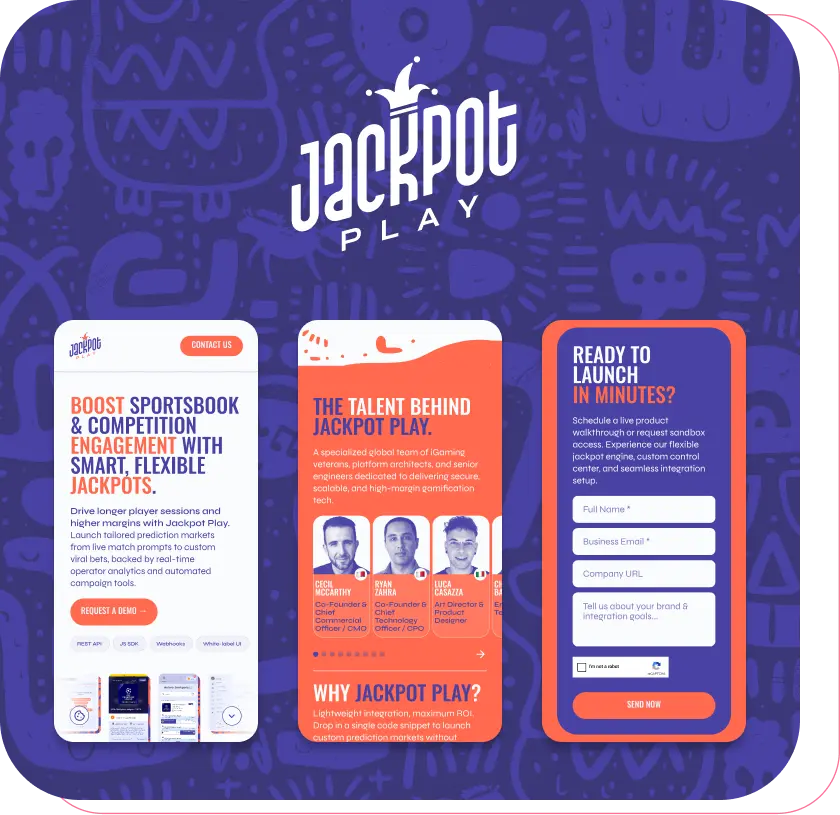 Jackpot
PLAY
Jackpot
PLAY
CONTACT US
BOOST SPORTSBOOK
& COMPETITION
ENGAGEMENT WITH
SMART, FLEXIBLE
JACKPOTS.
Drive longer player sessions and
higher margins with Jackpot Play.
Launch tailored prediction markets
from live match prompts to custom
viral bets, backed by real-time
operator analytics and automated
campaign tools.
REQUEST A DEMO →
REST API
JS SDK
Webhooks
White-label UI
THE TALENT BEHIND
JACKPOT PLAY.
A specialized global team of iGaming
veterans, platform architects, and senior
engineers dedicated to delivering secure,
scalable, and high-margin gamification
tech.
CECIL
MCCARTHY
Co-Founder &
Chief
Commercial
Officer / CMO
RYAN
ZAHRA
Co-Founder &
Chief
Technology
Officer / CPO
LUCA
CASAZZA
Art Director &
Product
Designer
WHY JACKPOT PLAY?
Lightweight integration, maximum ROI.
Drop in a single code snippet to launch
custom prediction markets without
READY TO
LAUNCH
IN MINUTES?
Schedule a live product
walkthrough or request sandbox
access. Experience our flexible
jackpot engine, custom control
center, and seamless integration
setup.
Full Name *
Business Email *
Company URL
Tell us about your brand &
integration goals...
I'm not a robot
reCAPTCHA
SEND NOW